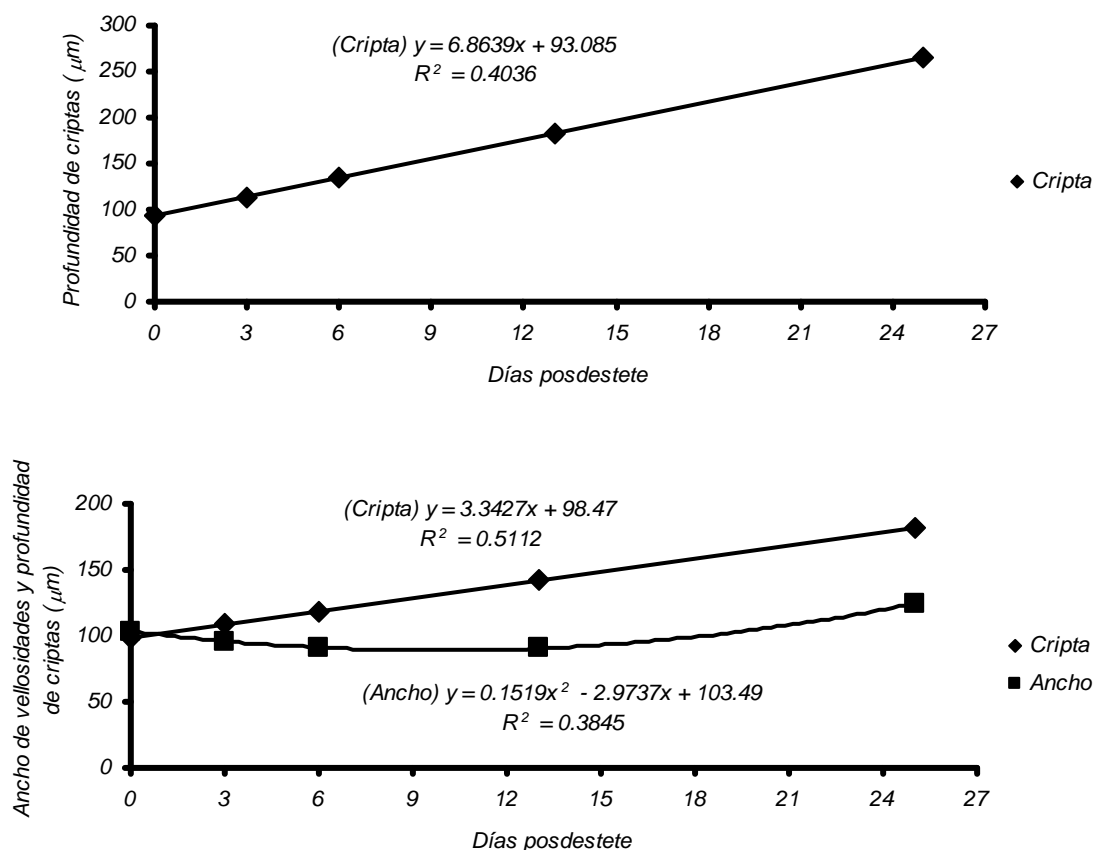 300
250
200
150
100
50
0
Profundidad de criptas ( μm)
(Cripta) y = 6.8639x + 93.085
R² = 0.4036
Cripta
0 3 6 9 12 15 18 21 24 27
Días posdestete
200
150
100
50
0
Ancho de vellosidades y profundidad
de criptas ( μm)
(Cripta) y = 3.3427x + 98.47
R² = 0.5112
(Ancho) y = 0.1519x² - 2.9737x + 103.49
R² = 0.3845
Cripta
Ancho
0 3 6 9 12 15 18 21 24 27
Días posdestete